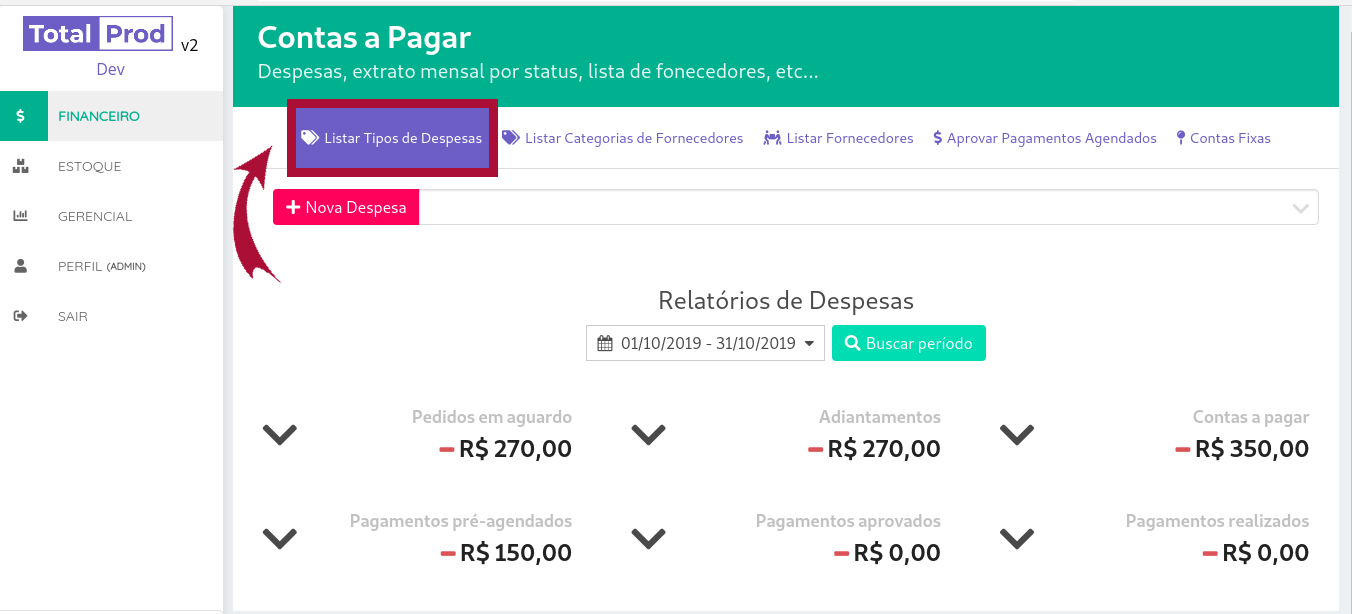 Total Prod v2
Dev
FINANCEIRO
ESTOQUE
GERENCIAL
PERFIL (ADMIN)
SAIR
Contas a Pagar
Despesas, extrato mensal por status, lista de fonecedores, etc...
Listar Tipos de Despesas Listar Categorias de Fornecedores Listar Fornecedores Aprovar Pagamentos Agendados Contas Fixas
+ Nova Despesa
Relatórios de Despesas
01/10/2019 - 31/10/2019 Buscar período
Pedidos em aguardo Adiantamentos Contas a pagar
− R$ 270,00 − R$ 270,00 − R$ 350,00
Pagamentos pré-agendados Pagamentos aprovados Pagamentos realizados
− R$ 150,00 − R$ 0,00 − R$ 0,00